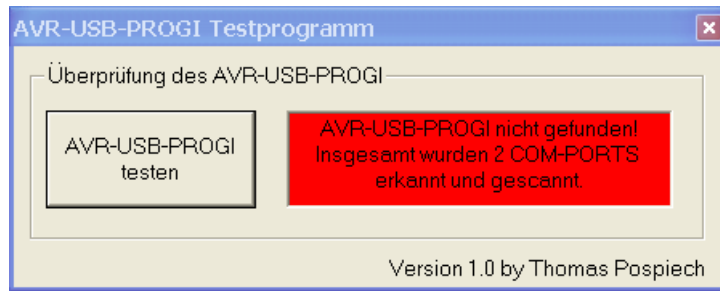 AVR-USB-PROGI Testprogramm
Überprüfung des AVR-USB-PROGI
AVR-USB-PROGI
testen
AVR-USB-PROGI nicht gefunden!
Insgesamt wurden 2 COM-PORTS
erkannt und gescannt.
Version 1.0 by Thomas Pospiech